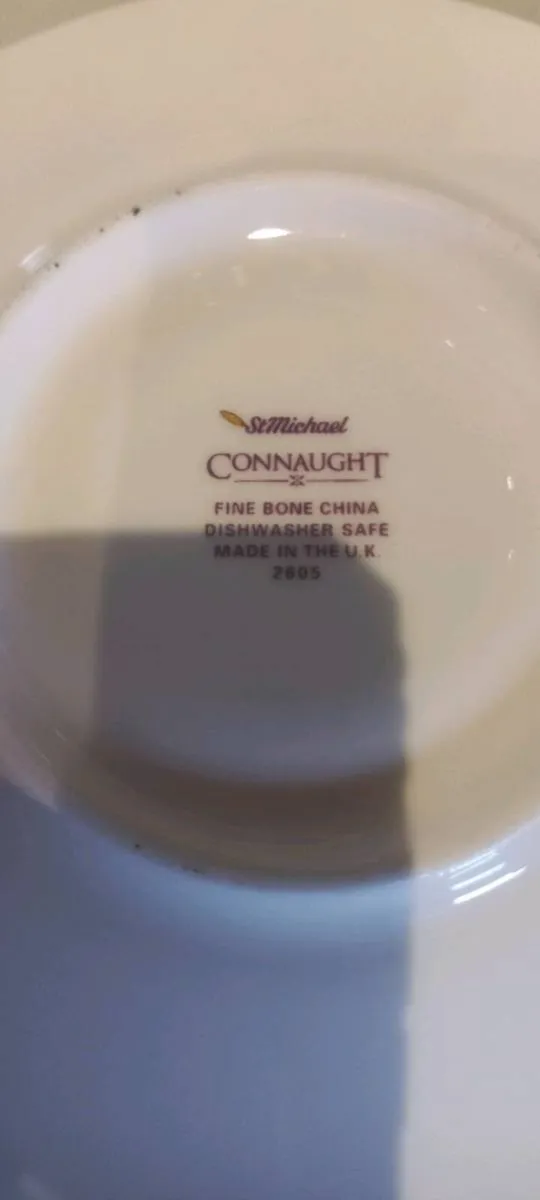 StMichael
CONNAUGHT
FINE BONE CHINA
DISHWASHER SAFE
MADE IN THE U.K.
2605